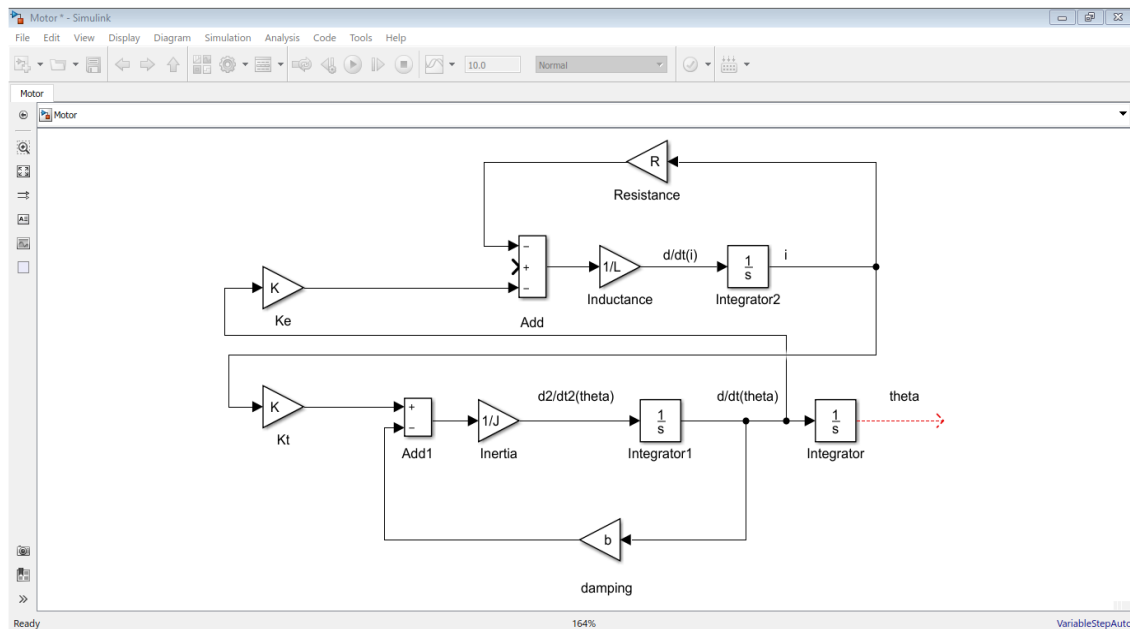 Motor * - Simulink
File Edit View Display Diagram Simulation Analysis Code Tools Help
10.0 Normal
Motor
Motor
R
Resistance
−
+
−
1/L
d/dt(i)
1
s
i
K
Ke
Add
Inductance
Integrator2
K
Kt
+
−
Add1
1/J
Inertia
d2/dt2(theta)
1
s
Integrator1
d/dt(theta)
1
s
Integrator
theta
b
damping
Ready 164% VariableStepAuto